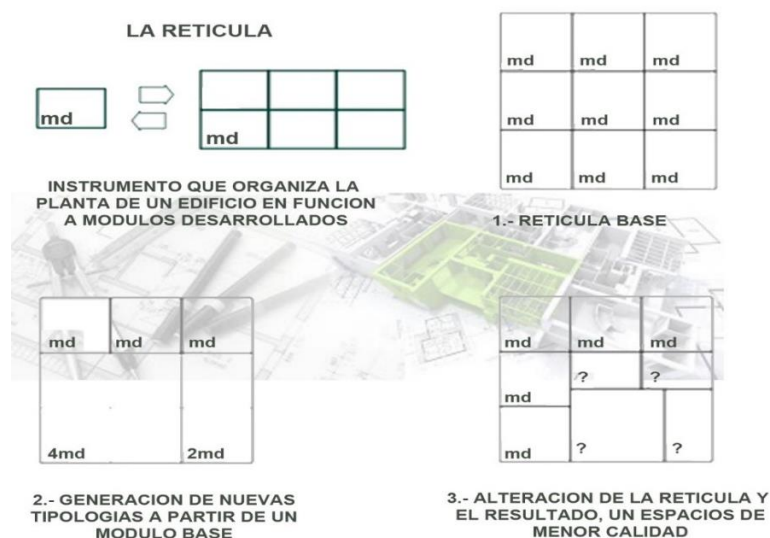 LA RETICULA
md
md
INSTRUMENTO QUE ORGANIZA LA
PLANTA DE UN EDIFICIO EN FUNCION
A MODULOS DESARROLLADOS
md md md
md md md
md md md
1.- RETICULA BASE
md md md
4md 2md
2.- GENERACION DE NUEVAS
TIPOLOGIAS A PARTIR DE UN
MODULO BASE
md md md
? ?
md
md ? ?
3.- ALTERACION DE LA RETICULA Y
EL RESULTADO, UN ESPACIOS DE
MENOR CALIDAD